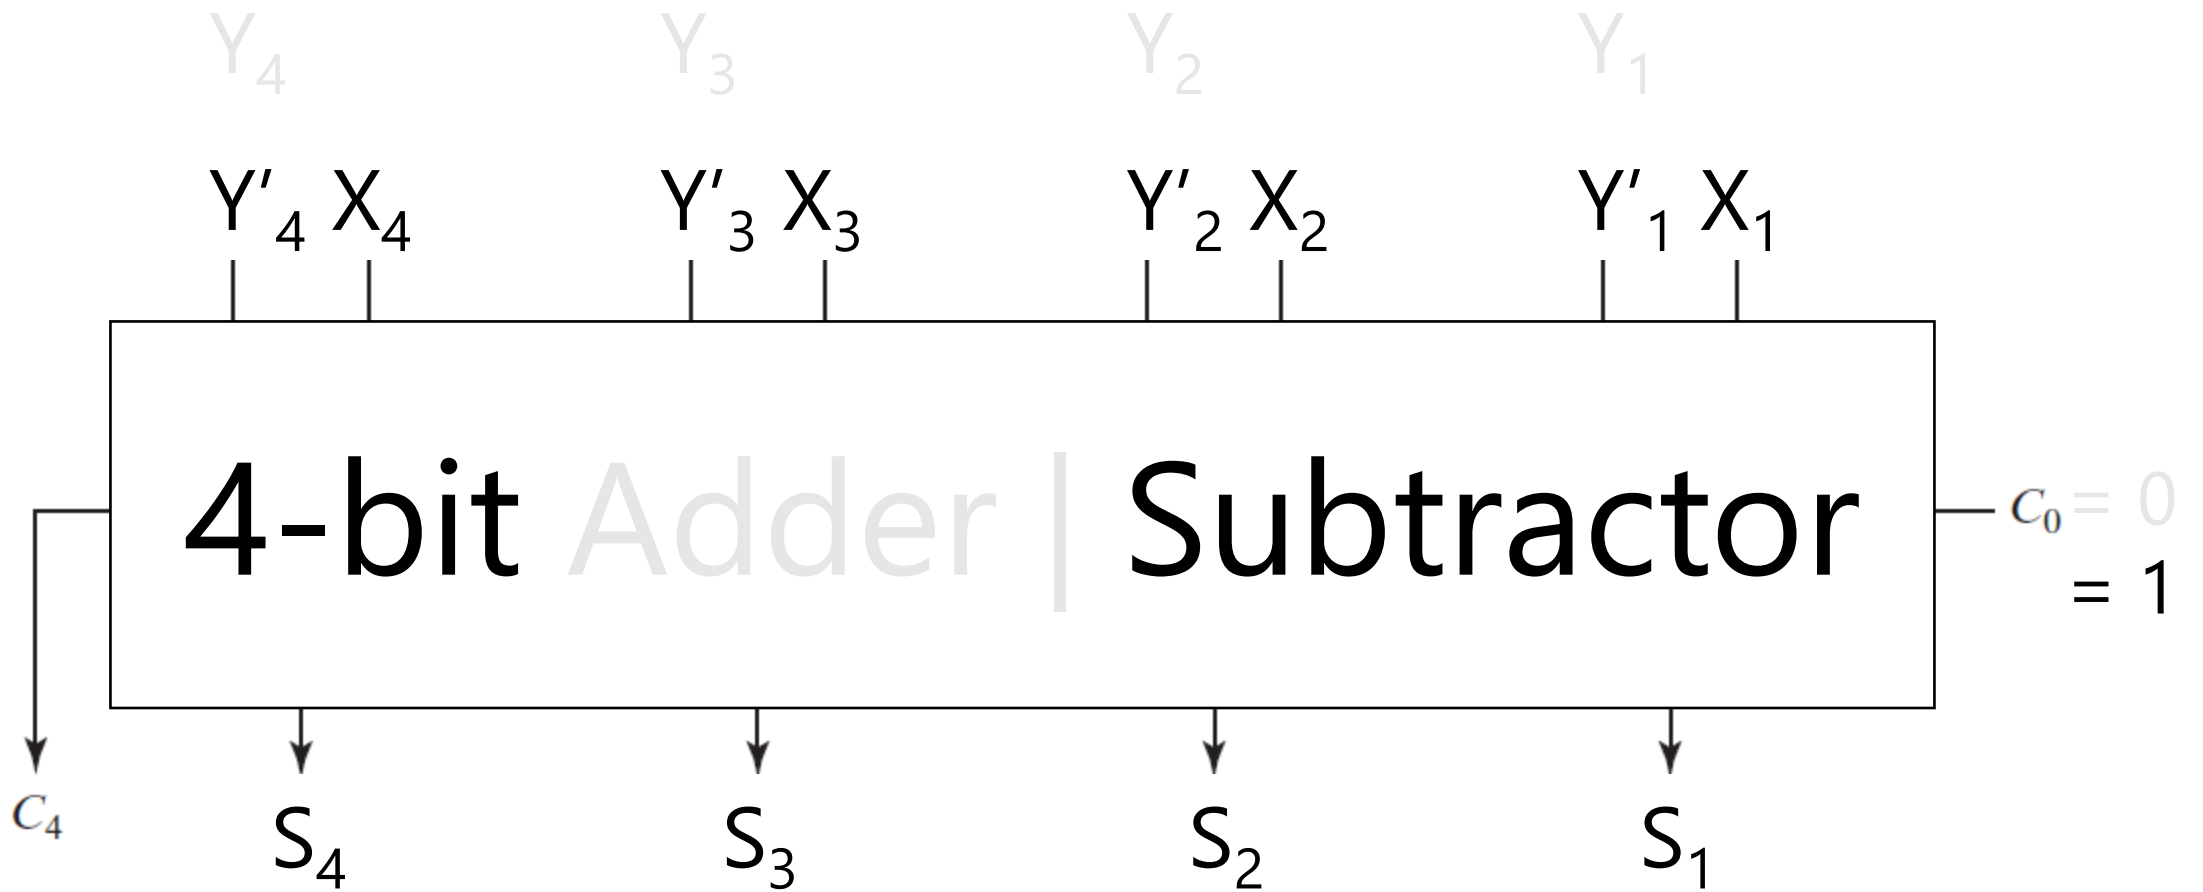 Y₄ Y₃ Y₂ Y₁
Y′₄ X₄ Y′₃ X₃ Y′₂ X₂ Y′₁ X₁
4-bit Adder | Subtractor
C₀ = 0
= 1
C₄ S₄ S₃ S₂ S₁